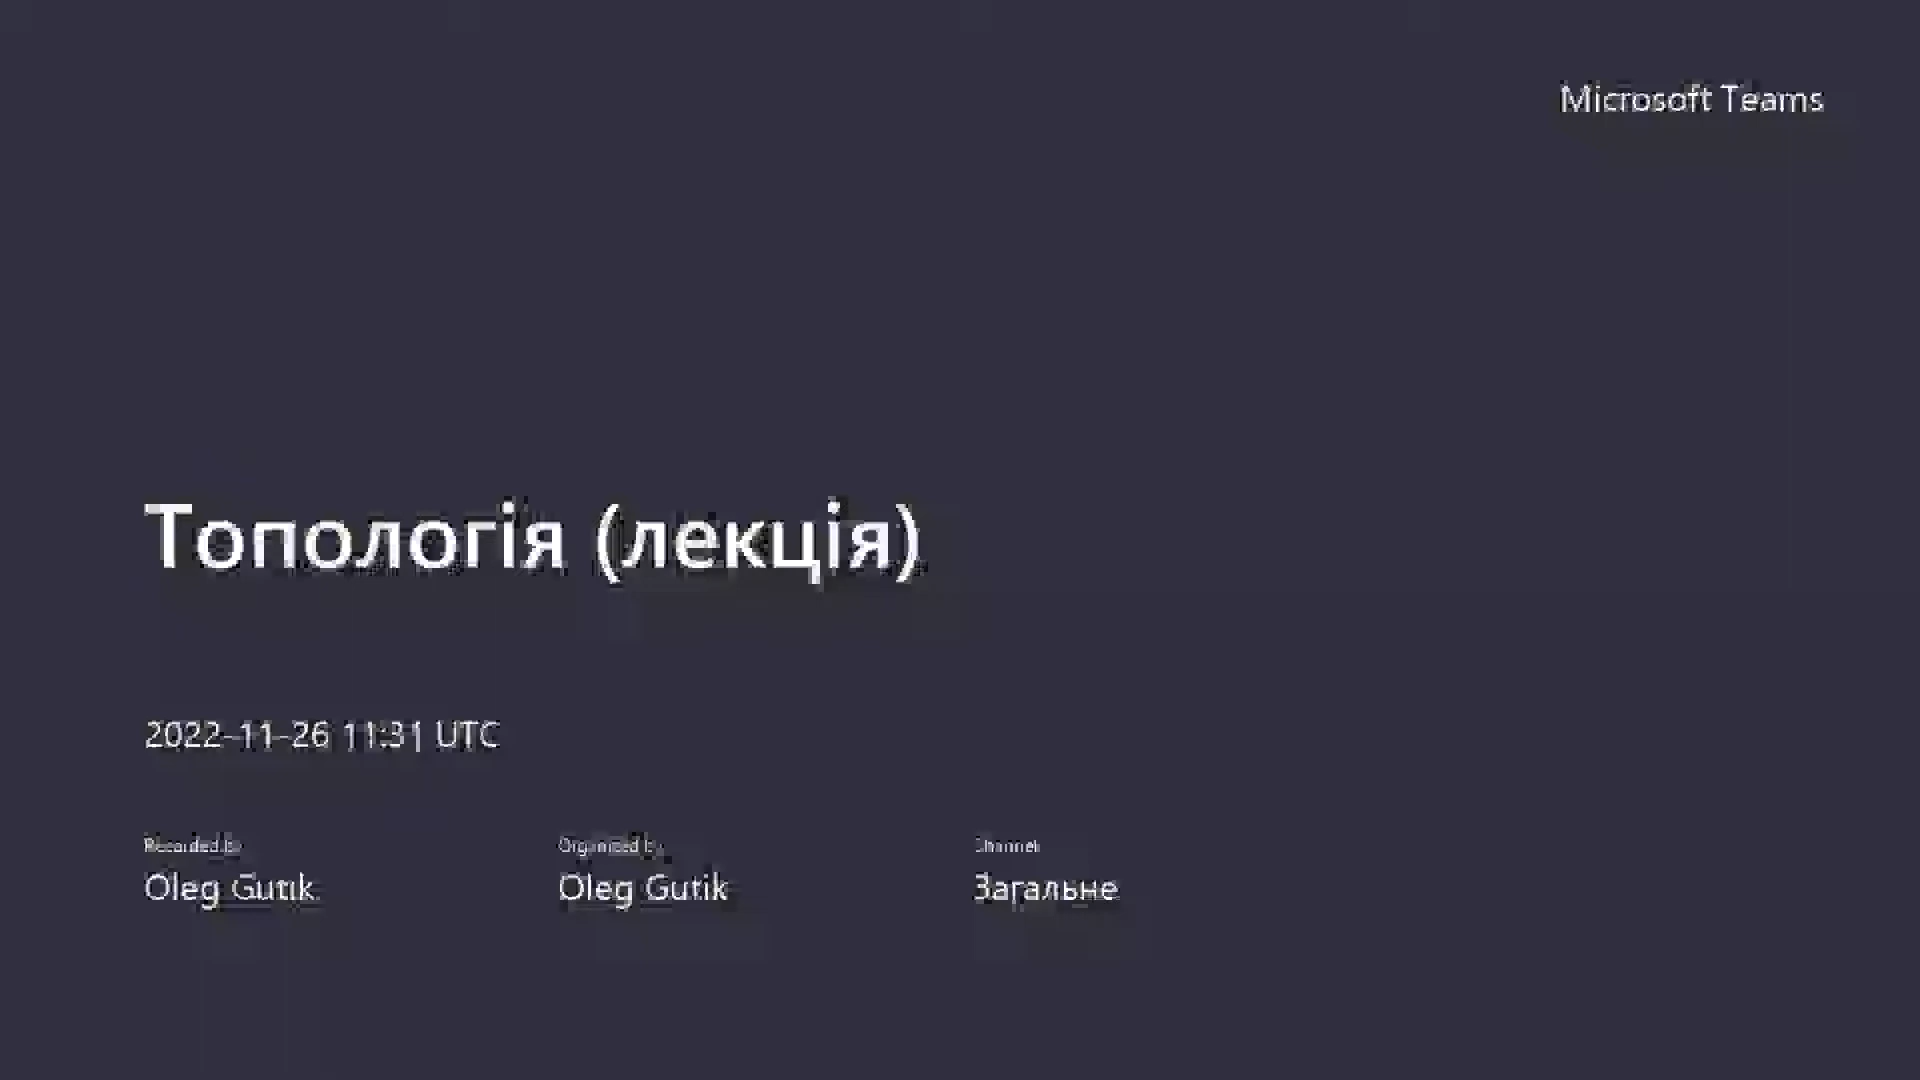 Microsoft Teams
Топологія (лекція)
2022-11-26 11:31 UTC
Recorded by
Organized by
Channel
Oleg Gutik
Oleg Gutik
Загальне